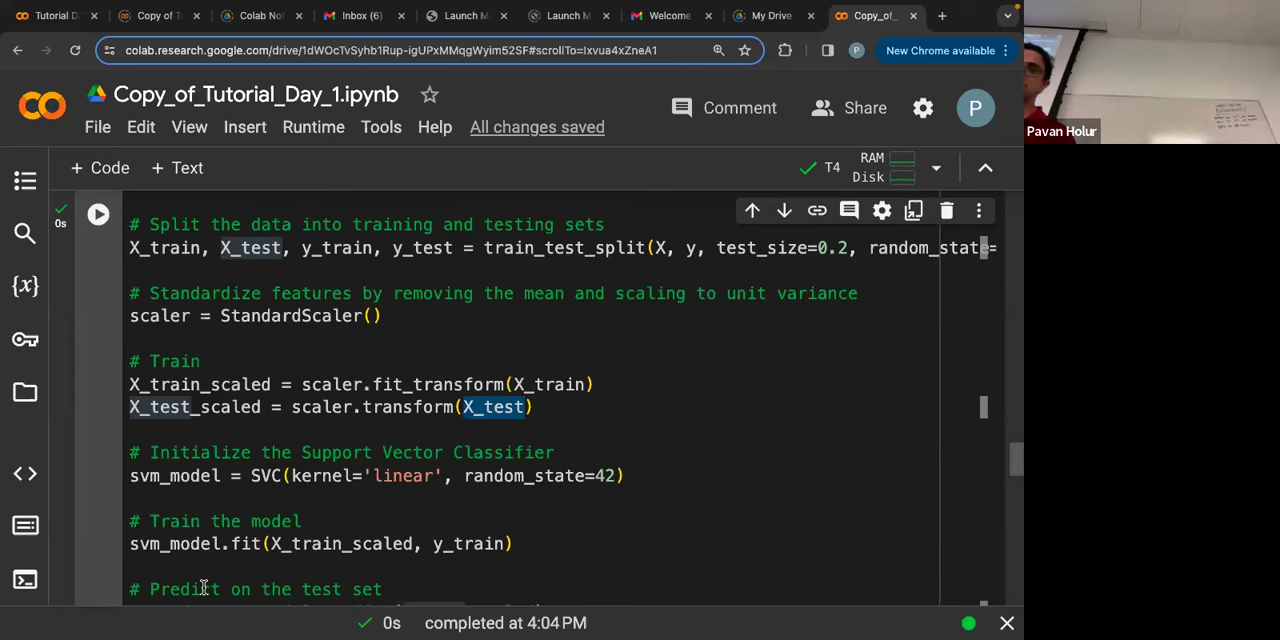 Tutorial D
Copy of T
Colab Not
Inbox (6)
Launch M
Launch M
Welcome
My Drive
Copy_of_
colab.research.google.com/drive/1dWOcTvSyhb1Rup-igUPxMMqgWyim52SF#scrollTo=Ixvua4xZneA1
P
New Chrome available
Copy_of_Tutorial_Day_1.ipynb
Comment
Share
P
File Edit View Insert Runtime Tools Help All changes saved
+ Code + Text
T4
RAM
Disk
0s
# Split the data into training and testing sets
X_train, X_test, y_train, y_test = train_test_split(X, y, test_size=0.2, random_state=
# Standardize features by removing the mean and scaling to unit variance
scaler = StandardScaler()
# Train
X_train_scaled = scaler.fit_transform(X_train)
X_test_scaled = scaler.transform(X_test)
# Initialize the Support Vector Classifier
svm_model = SVC(kernel='linear', random_state=42)
# Train the model
svm_model.fit(X_train_scaled, y_train)
# Predict on the test set
0s completed at 4:04 PM
Pavan Holur